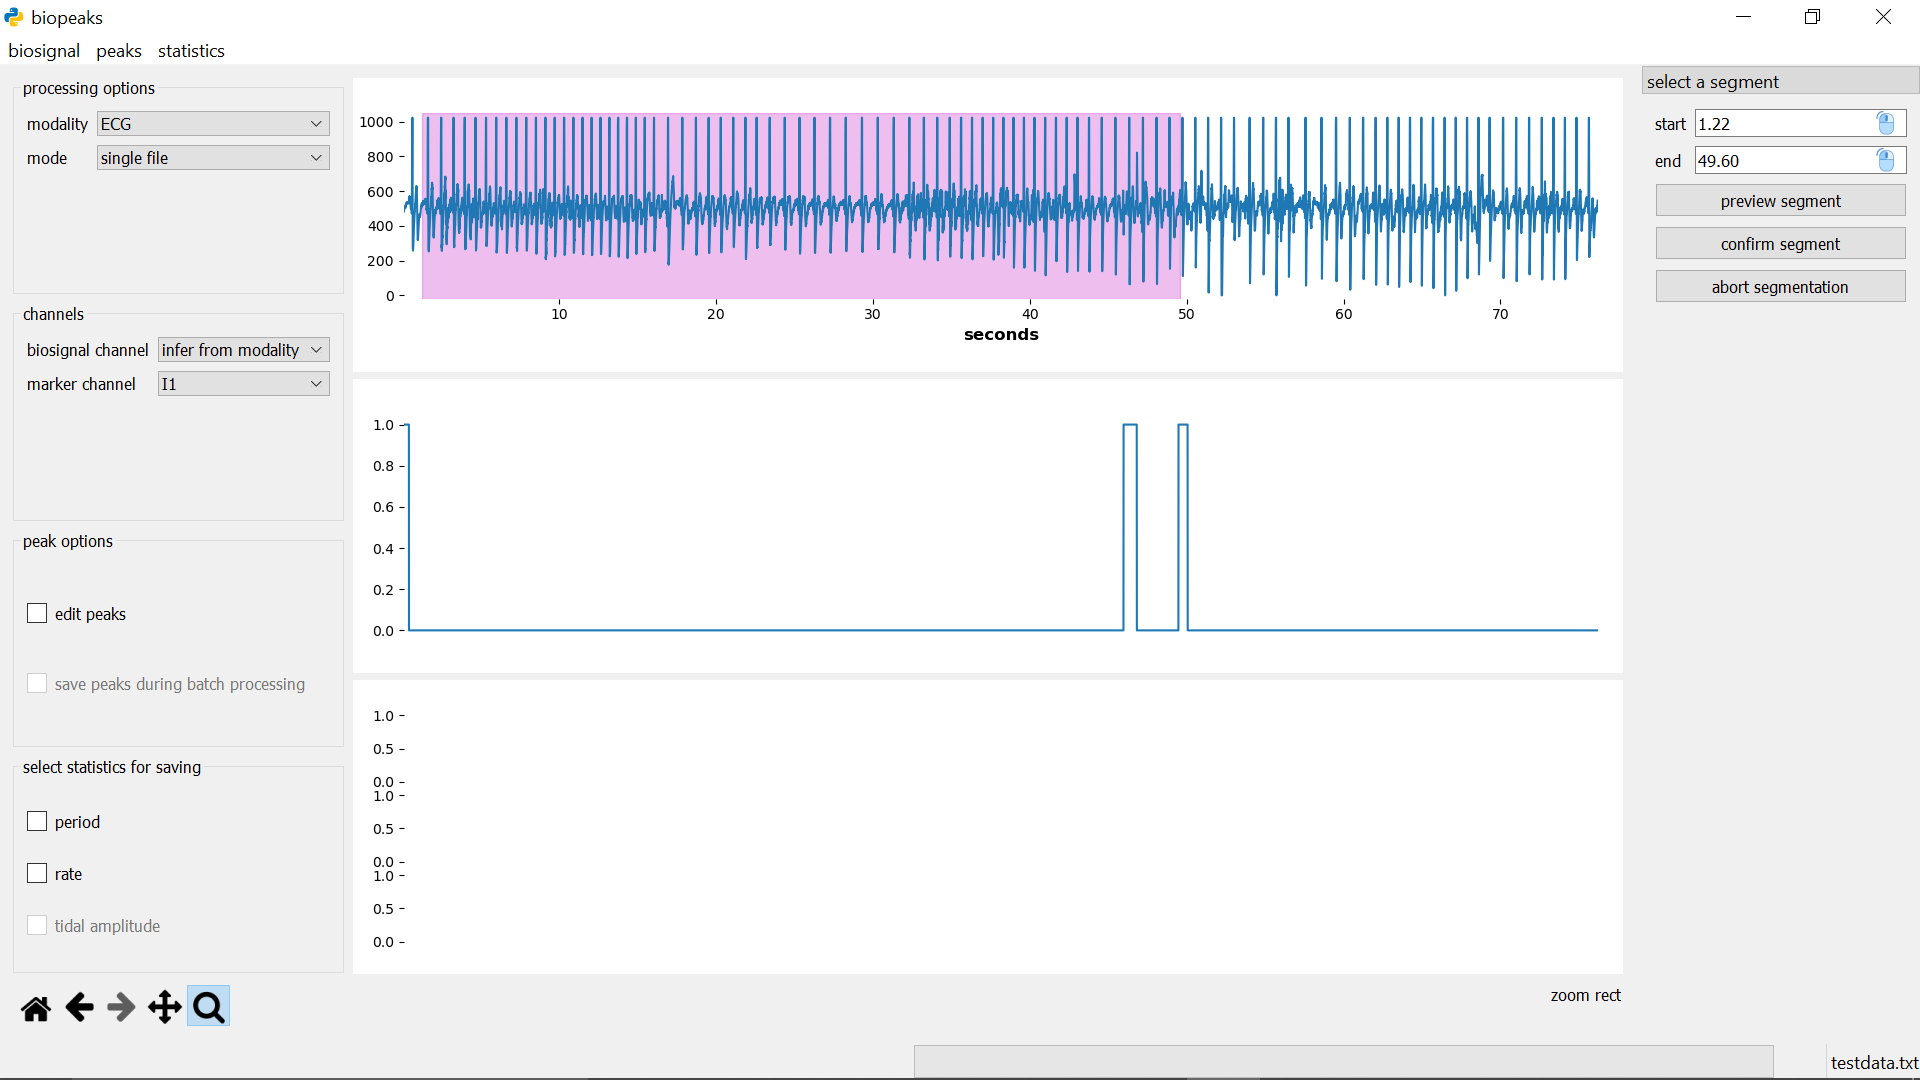 biopeaks
biosignal peaks statistics
processing options
modality ECG
mode single file
channels
biosignal channel infer from modality
marker channel I1
peak options
edit peaks
save peaks during batch processing
select statistics for saving
period
rate
tidal amplitude
1000
800
600
400
200
0
10 20 30 40 50 60 70
seconds
1.0
0.8
0.6
0.4
0.2
0.0
1.0
0.5
0.0
1.0
0.5
0.0
1.0
0.5
0.0
select a segment
start 1.22
end 49.60
preview segment
confirm segment
abort segmentation
zoom rect
testdata.txt